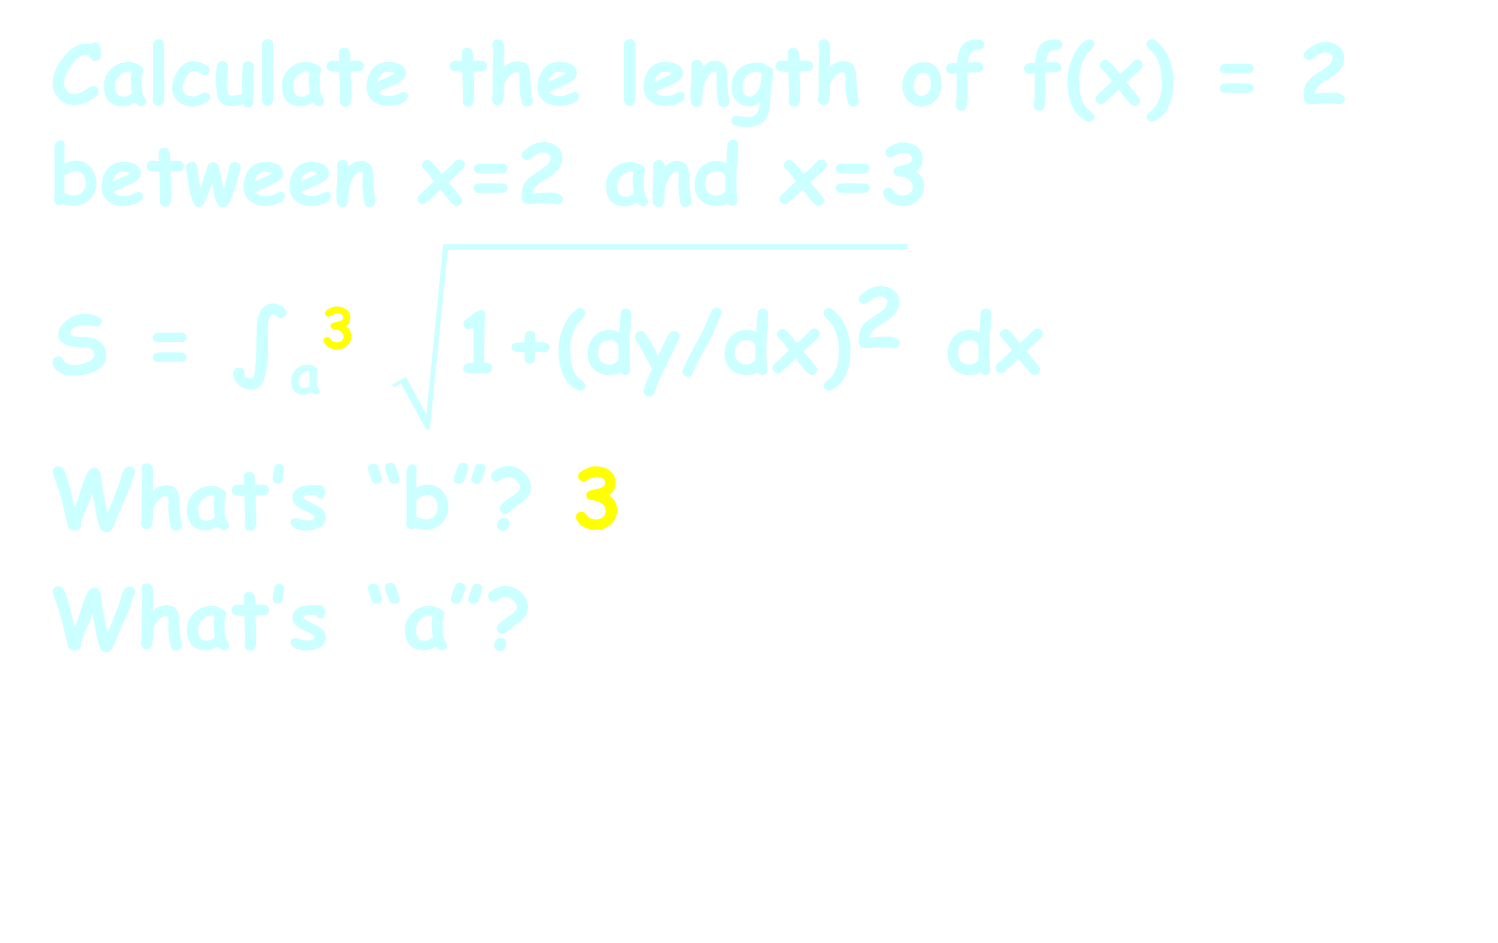 Calculate the length of f(x) = 2
between x=2 and x=3
S = ∫a3 √1+(dy/dx)2 dx
What's “b”? 3
What's “a”?